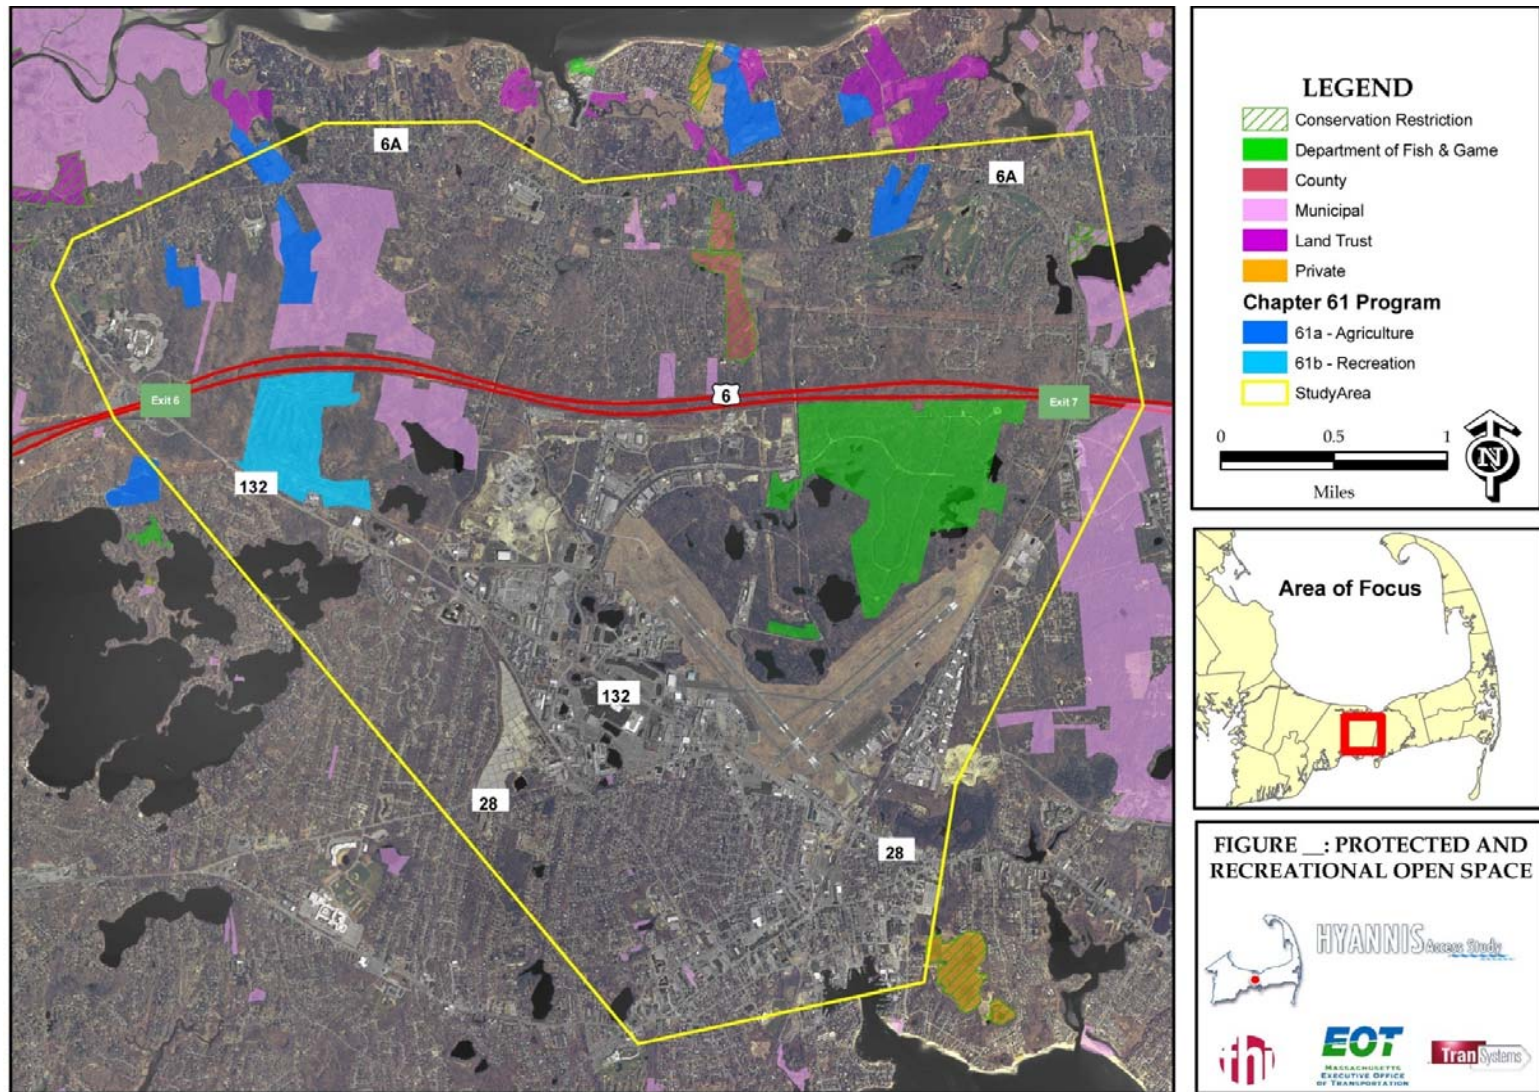 6A
6A
Exit 6
6
Exit 7
132
132
28
28
LEGEND
Conservation Restriction
Department of Fish & Game
County
Municipal
Land Trust
Private
Chapter 61 Program
61a - Agriculture
61b - Recreation
StudyArea
0 0.5 1
Miles
N
Area of Focus
FIGURE __: PROTECTED AND
RECREATIONAL OPEN SPACE
HYANNIS Access Study
fhi
EOT
MASSACHUSETTS
EXECUTIVE OFFICE
OF TRANSPORTATION
TranSystems